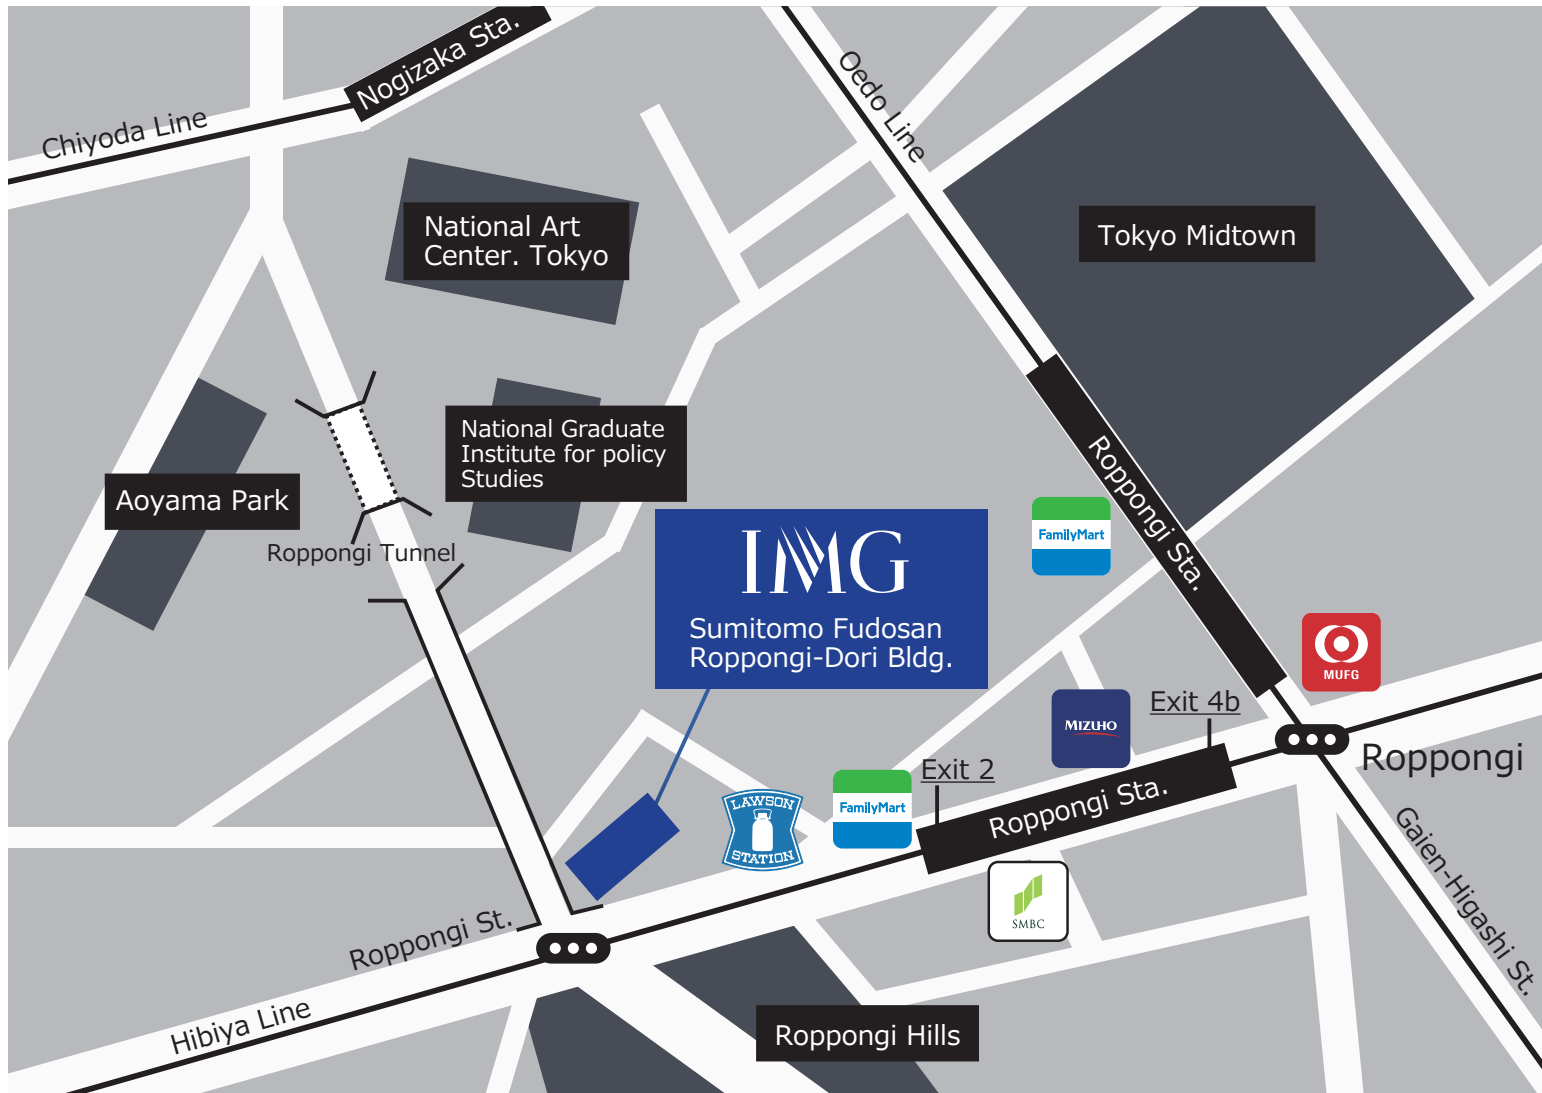 Nogizaka Sta.
Chiyoda Line
Oedo Line
National Art
Center. Tokyo
Tokyo Midtown
National Graduate
Institute for policy
Studies
Aoyama Park
Roppongi Tunnel
Roppongi Sta.
FamilyMart
IMG
Sumitomo Fudosan
Roppongi-Dori Bldg.
MUFG
MIZUHO
Exit 4b
Roppongi
Exit 2
FamilyMart
LAWSON
STATION
Roppongi Sta.
SMBC
Gaien-Higashi St.
Roppongi St.
Hibiya Line
Roppongi Hills